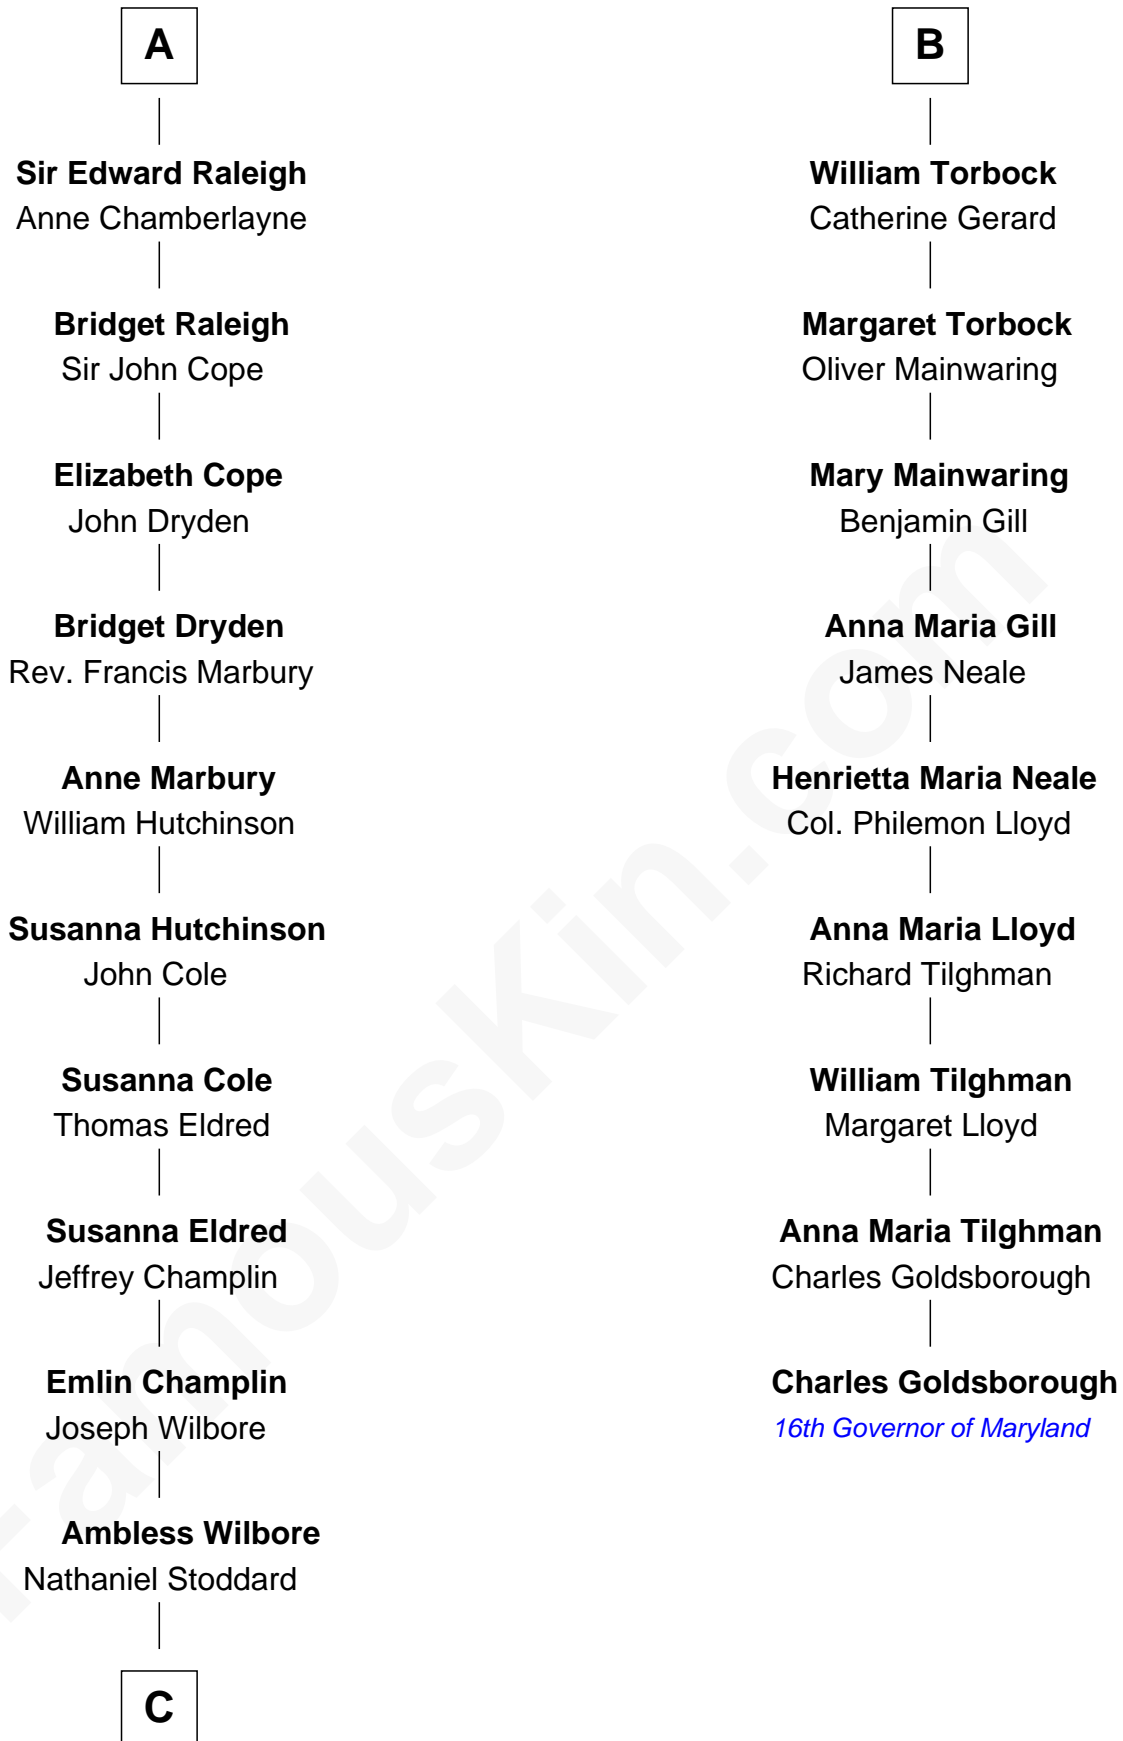 A
Sir Edward Raleigh
Anne Chamberlayne
Bridget Raleigh
Sir John Cope
Elizabeth Cope
John Dryden
Bridget Dryden
Rev. Francis Marbury
Anne Marbury
William Hutchinson
Susanna Hutchinson
John Cole
Susanna Cole
Thomas Eldred
Susanna Eldred
Jeffrey Champlin
Emlin Champlin
Joseph Wilbore
Ambless Wilbore
Nathaniel Stoddard
C
B
William Torbock
Catherine Gerard
Margaret Torbock
Oliver Mainwaring
Mary Mainwaring
Benjamin Gill
Anna Maria Gill
James Neale
Henrietta Maria Neale
Col. Philemon Lloyd
Anna Maria Lloyd
Richard Tilghman
William Tilghman
Margaret Lloyd
Anna Maria Tilghman
Charles Goldsborough
Charles Goldsborough
16th Governor of Maryland
FamousKin.com